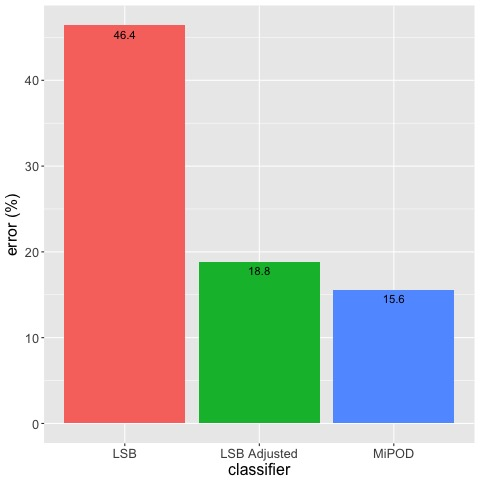 46.4
40
30
error (%)
20
18.8
15.6
10
0
LSB
LSB Adjusted
MiPOD
classifier